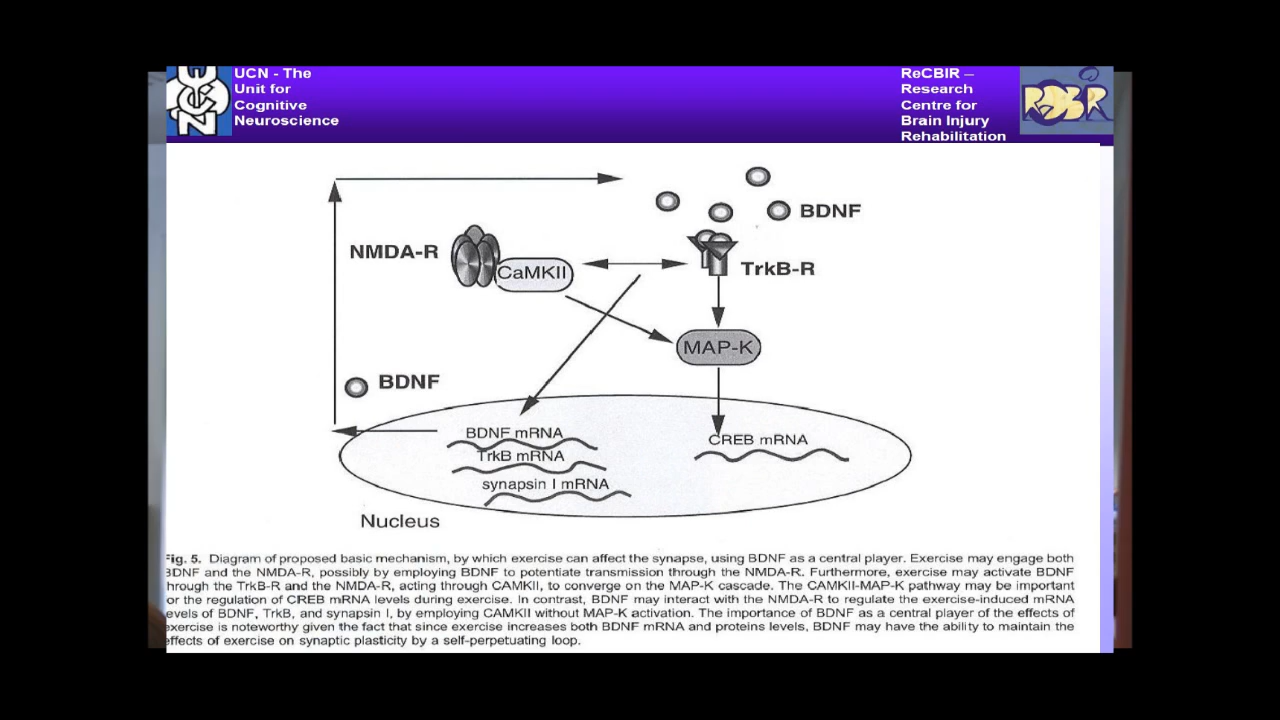 UCN - The
Unit for
Cognitive
Neuroscience
UCN
ReCBIR –
Research
Centre for
Brain Injury
Rehabilitation
BDNF
NMDA-R
CaMKII
TrkB-R
MAP-K
BDNF
BDNF mRNA
CREB mRNA
TrkB mRNA
synapsin I mRNA
Nucleus
Fig. 5. Diagram of proposed basic mechanism, by which exercise can affect the synapse, using BDNF as a central player. Exercise may engage both
BDNF and the NMDA-R, possibly by employing BDNF to potentiate transmission through the NMDA-R. Furthermore, exercise may activate BDNF
through the TrkB-R and the NMDA-R, acting through CAMKII, to converge on the MAP-K cascade. The CAMKII-MAP-K pathway may be important
for the regulation of CREB mRNA levels during exercise. In contrast, BDNF may interact with the NMDA-R to regulate the exercise-induced mRNA
levels of BDNF, TrkB, and synapsin I, by employing CAMKII without MAP-K activation. The importance of BDNF as a central player of the effects of
exercise is noteworthy given the fact that since exercise increases both BDNF mRNA and proteins levels, BDNF may have the ability to maintain the
effects of exercise on synaptic plasticity by a self-perpetuating loop.